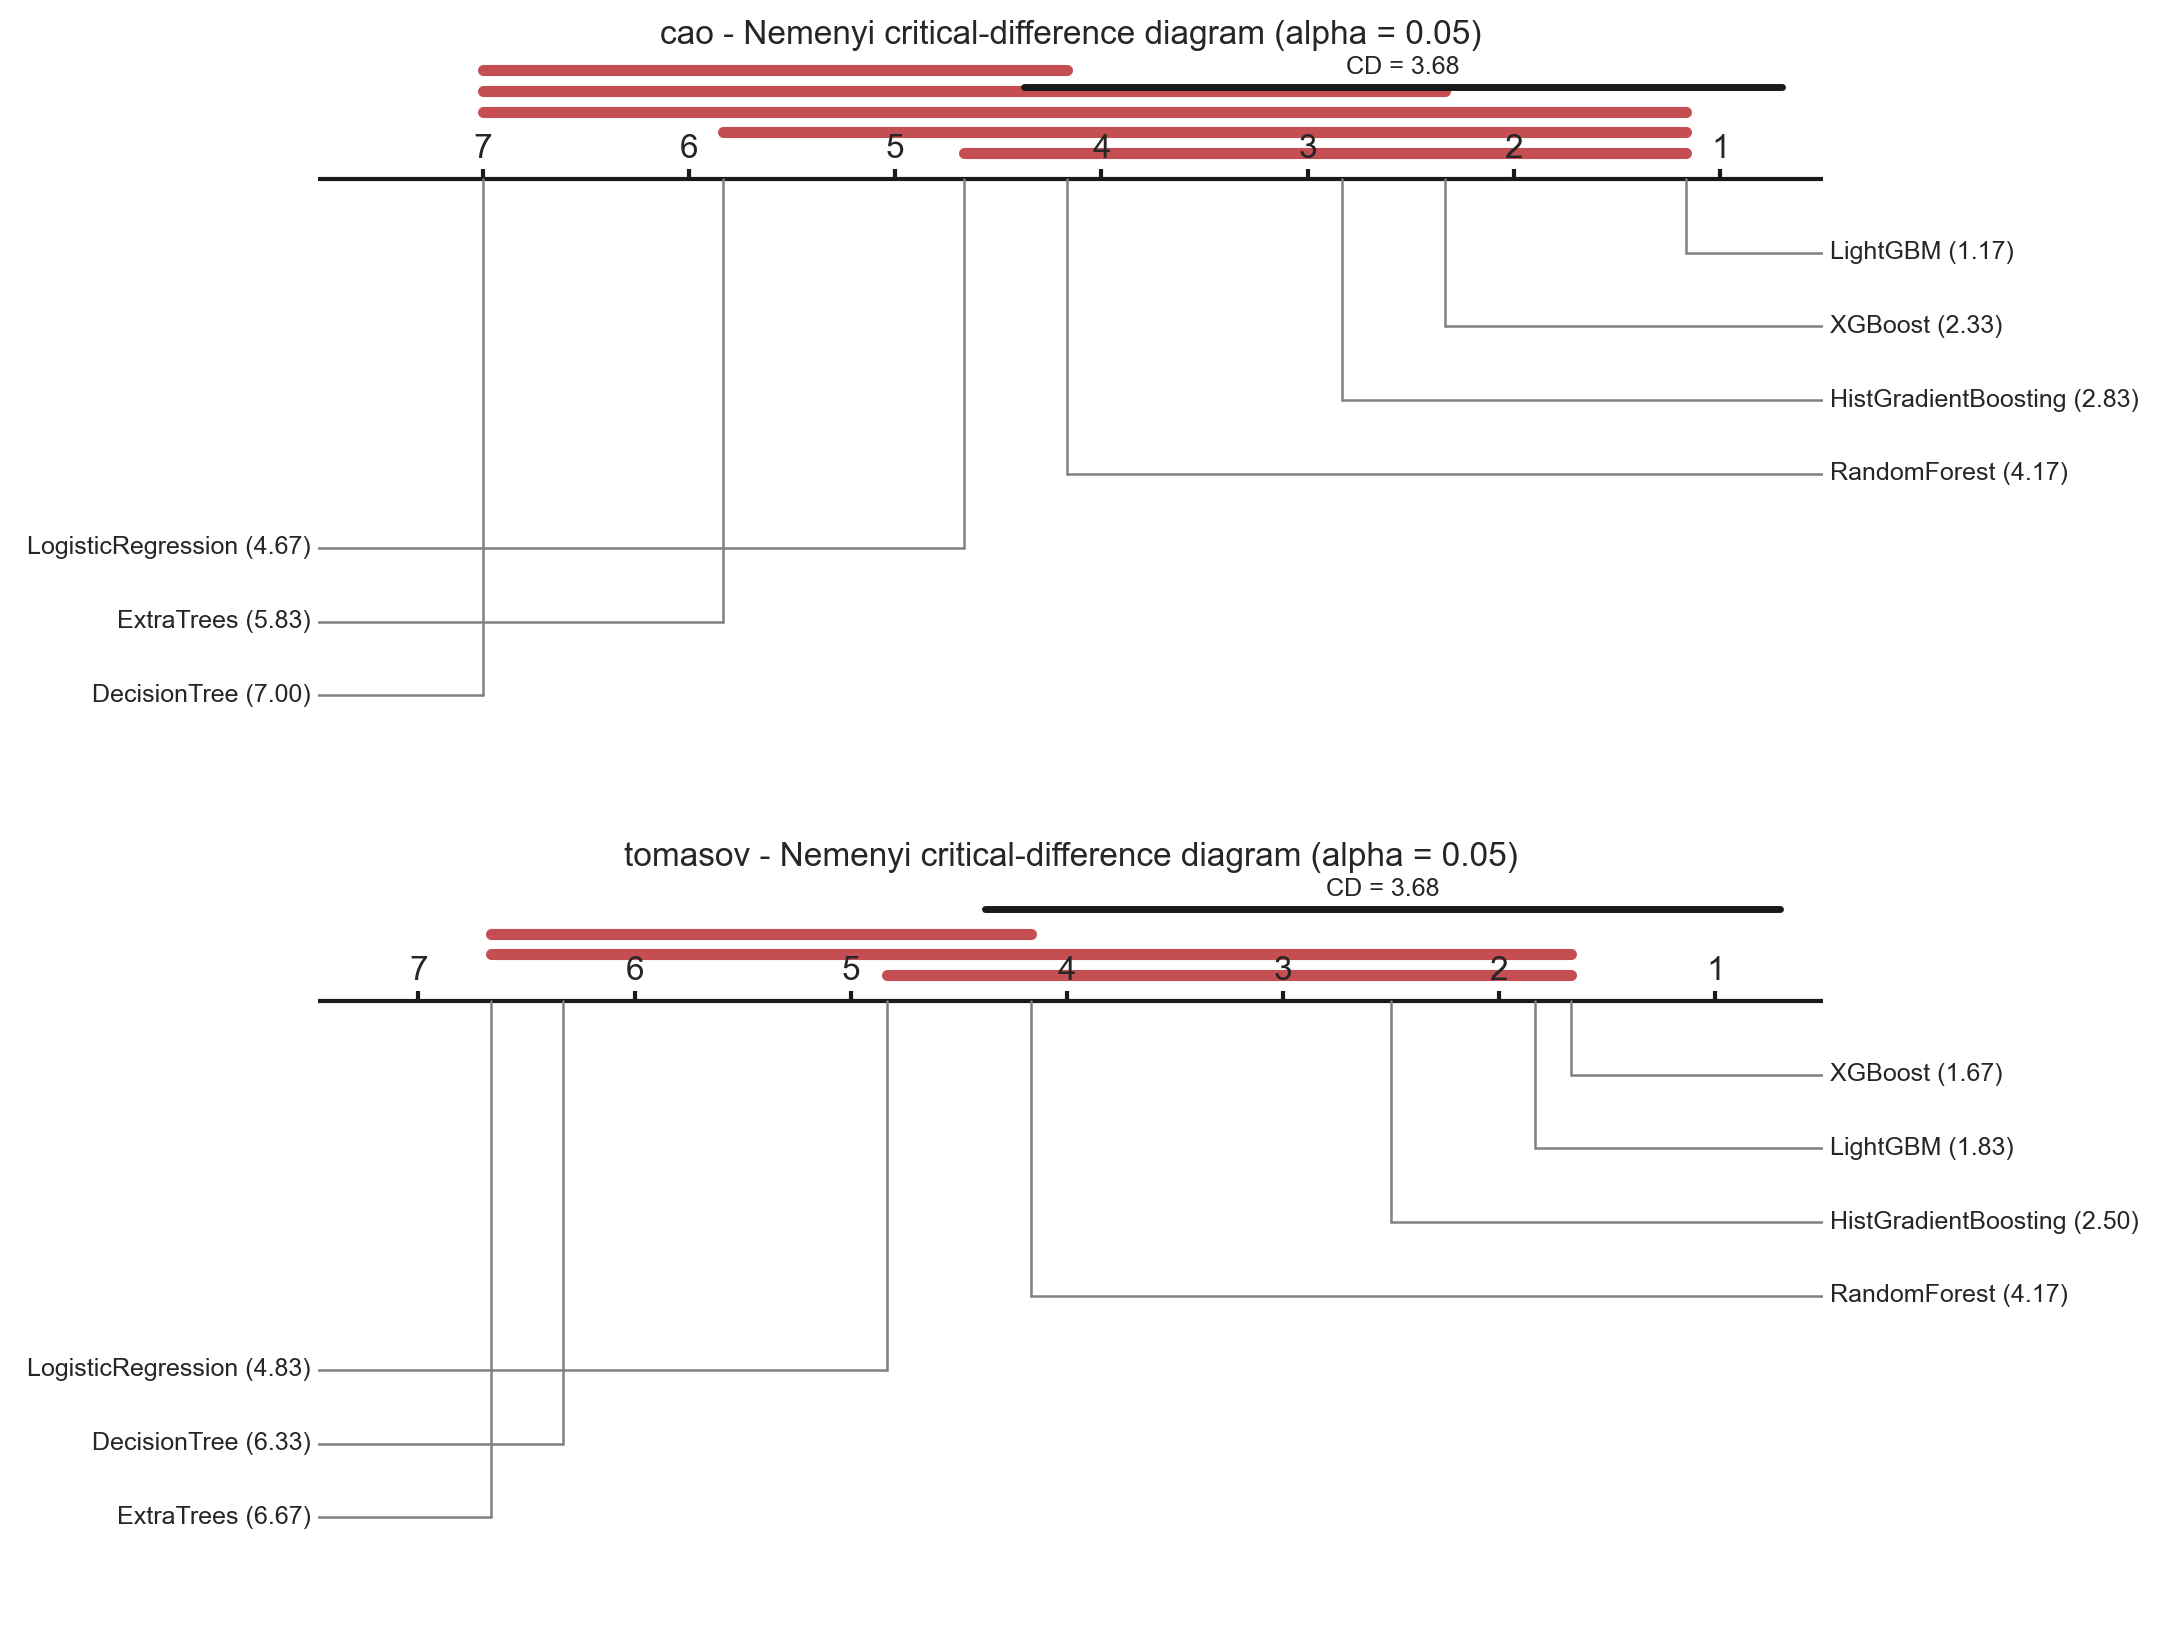 cao - Nemenyi critical-difference diagram (alpha = 0.05)
CD = 3.68
7 6 5 4 3 2 1
LightGBM (1.17)
XGBoost (2.33)
HistGradientBoosting (2.83)
RandomForest (4.17)
LogisticRegression (4.67)
ExtraTrees (5.83)
DecisionTree (7.00)
tomasov - Nemenyi critical-difference diagram (alpha = 0.05)
CD = 3.68
7 6 5 4 3 2 1
XGBoost (1.67)
LightGBM (1.83)
HistGradientBoosting (2.50)
RandomForest (4.17)
LogisticRegression (4.83)
DecisionTree (6.33)
ExtraTrees (6.67)